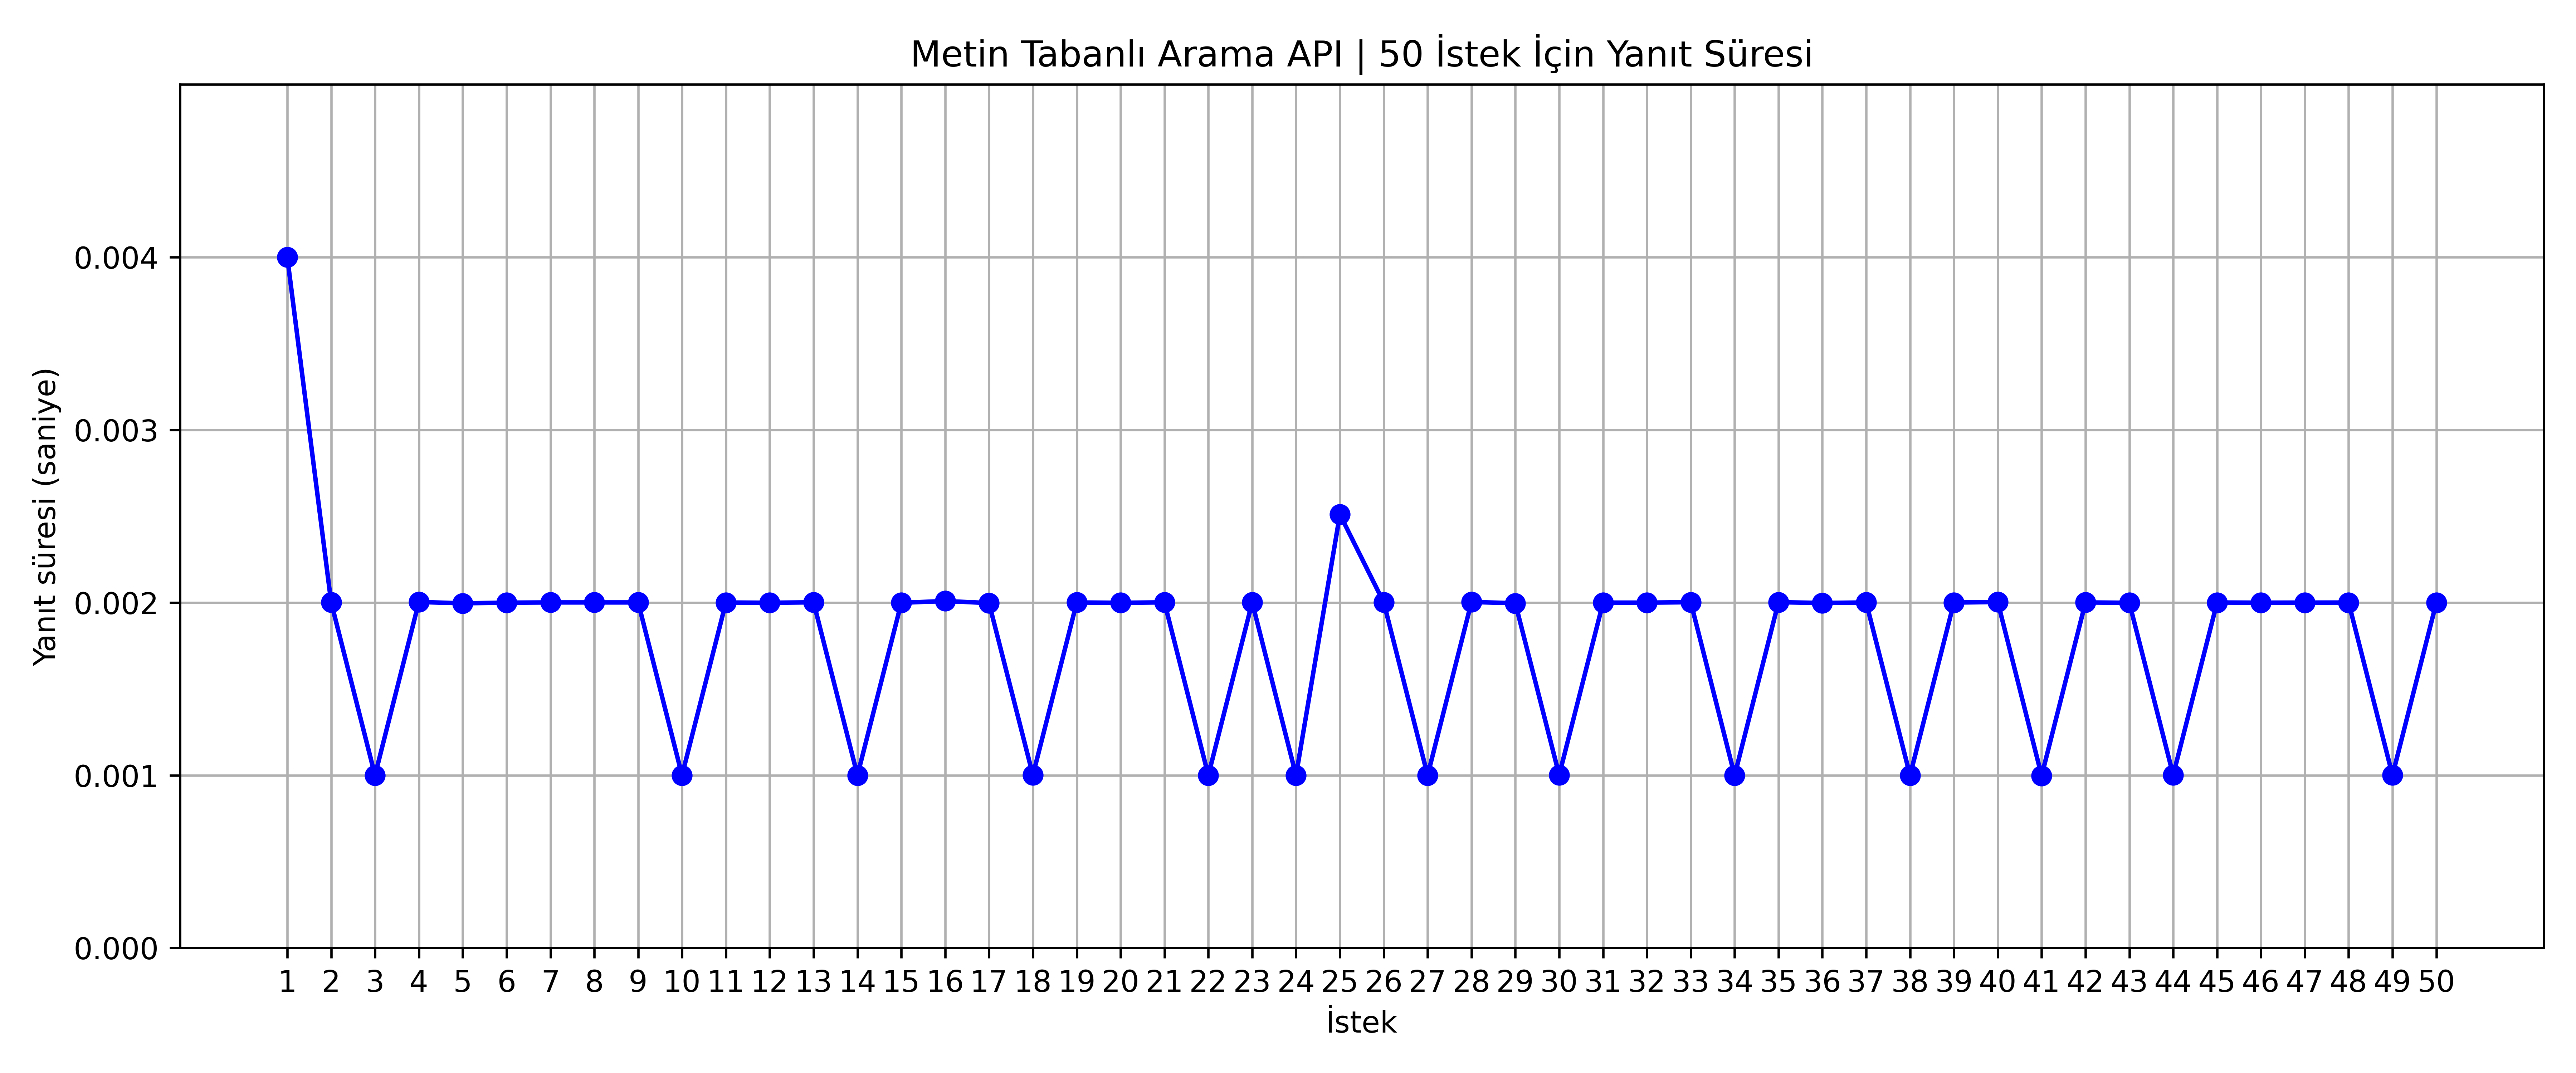 Metin Tabanlı Arama API | 50 İstek İçin Yanıt Süresi
Yanıt süresi (saniye)
0.004
0.003
0.002
0.001
0.000
1 2 3 4 5 6 7 8 9 10 11 12 13 14 15 16 17 18 19 20 21 22 23 24 25 26 27 28 29 30 31 32 33 34 35 36 37 38 39 40 41 42 43 44 45 46 47 48 49 50
İstek